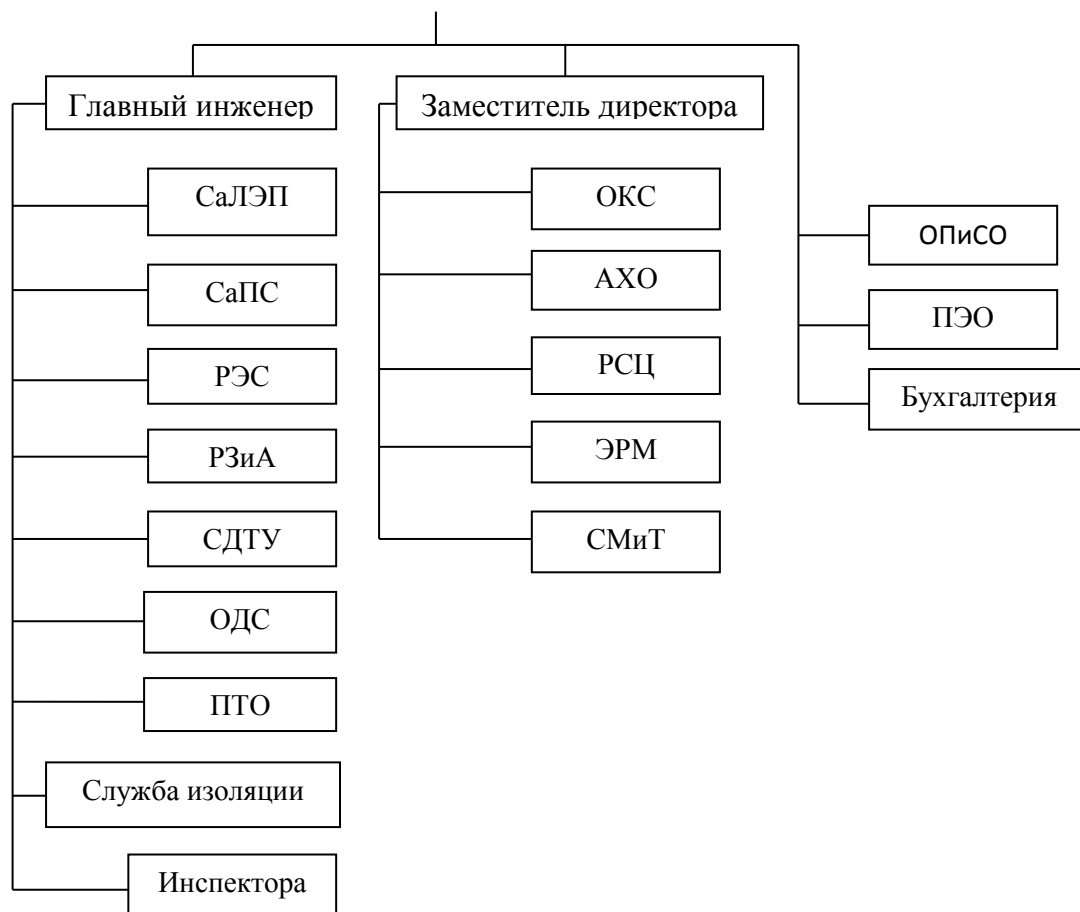 Главный инженер
Заместитель директора
СаЛЭП
СаПС
РЭС
РЗиА
СДТУ
ОДС
ПТО
Служба изоляции
Инспектора
ОКС
АХО
РСЦ
ЭРМ
СМиТ
ОПиСО
ПЭО
Бухгалтерия